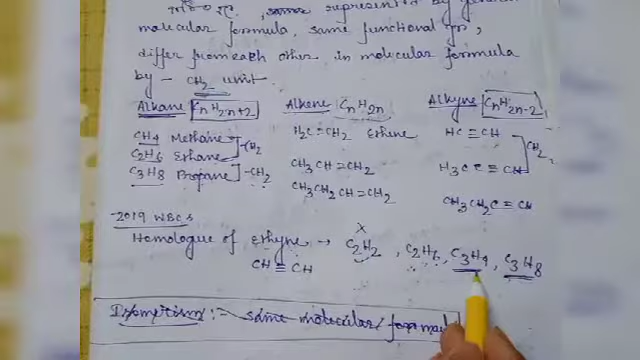 same represented by general
molecular formula, same functional gr,
differ from each other in molecular formula
by - CH2 unit.
Alkane CnH2n+2 Alkene CnH2n Alkyne CnH2n-2
CH4 Methane H2C=CH2 Ethene HC≡CH
C2H6 Ethane -CH2 CH3CH=CH2 H3CC≡CH CH2
C3H8 Propane -CH2 CH3CH2CH=CH2 CH3CH2C≡CH
2019 WBCS
Homologue of ethyne → C2H2, C2H6, C3H4, C3H8
CH≡CH
Isomerism :- same molecular formul